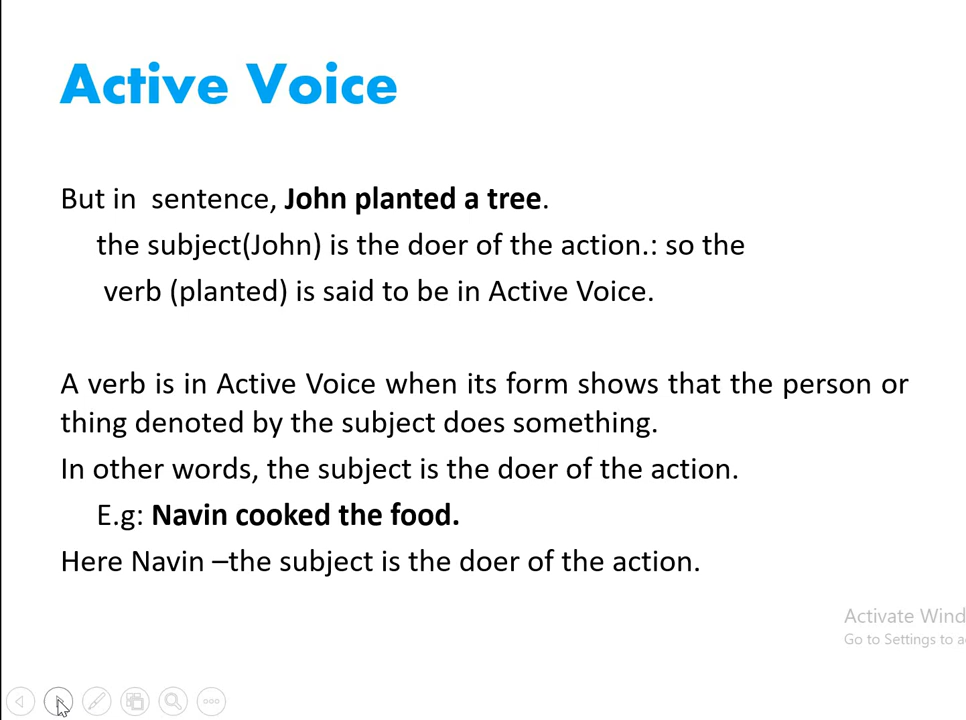 Active Voice
But in  sentence, John planted a tree.
the subject(John) is the doer of the action.: so the
verb (planted) is said to be in Active Voice.
A verb is in Active Voice when its form shows that the person or
thing denoted by the subject does something.
In other words, the subject is the doer of the action.
E.g: Navin cooked the food.
Here Navin –the subject is the doer of the action.
Activate Wind
Go to Settings to a